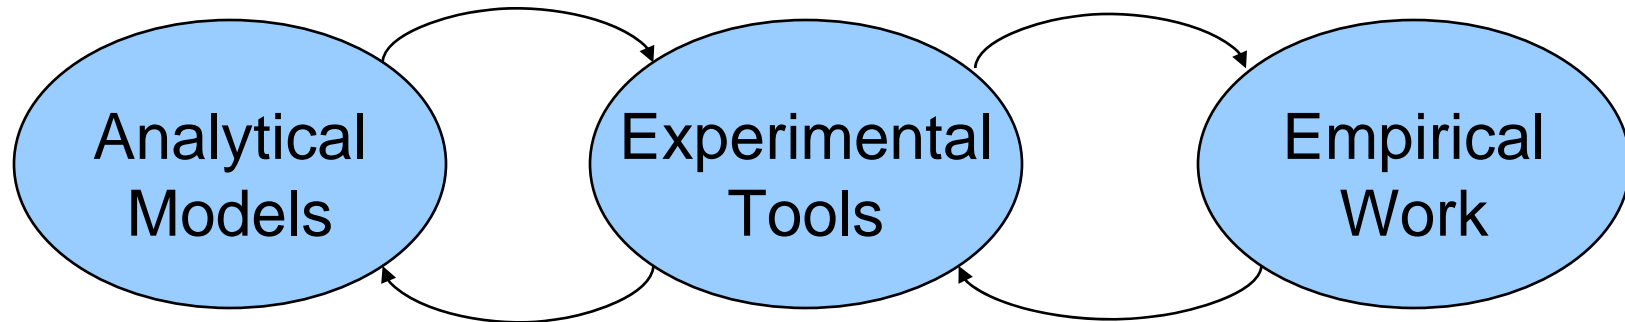 Analytical
Models
Experimental
Tools
Empirical
Work